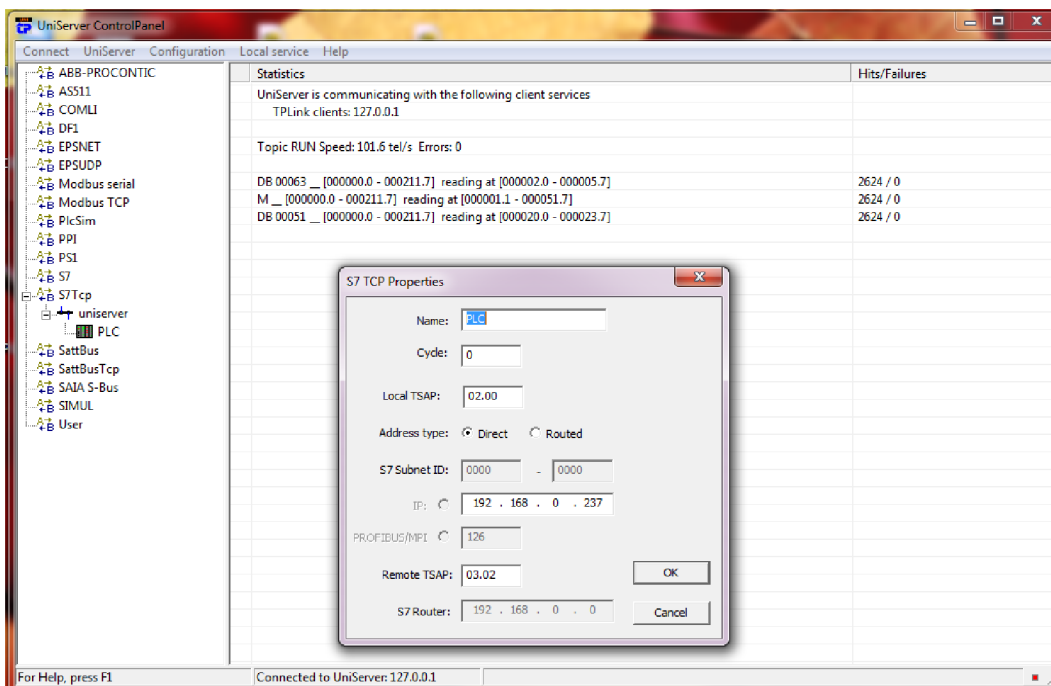 UniServer ControlPanel
Connect UniServer Configuration Local service Help
ABB-PROCONTIC
AS511
COMLI
DF1
EPSNET
EPSUDP
Modbus serial
Modbus TCP
PlcSim
PPI
PS1
S7
S7Tcp
uniserver
PLC
SattBus
SattBusTcp
SAIA S-Bus
SIMUL
User
Statistics Hits/Failures
UniServer is communicating with the following client services
TPLink clients: 127.0.0.1
Topic RUN Speed: 101.6 tel/s Errors: 0
DB 00063 __ [000000.0 - 000211.7] reading at [000002.0 - 000005.7] 2624 / 0
M __ [000000.0 - 000211.7] reading at [000001.1 - 000051.7] 2624 / 0
DB 00051 __ [000000.0 - 000211.7] reading at [000020.0 - 000023.7] 2624 / 0
S7 TCP Properties
Name: PLC
Cycle: 0
Local TSAP: 02.00
Address type: Direct Routed
S7 Subnet ID: 0000 - 0000
IP: 192 . 168 . 0 . 237
PROFIBUS/MPI 126
Remote TSAP: 03.02
OK
S7 Router: 192 . 168 . 0 . 0
Cancel
For Help, press F1 Connected to UniServer: 127.0.0.1